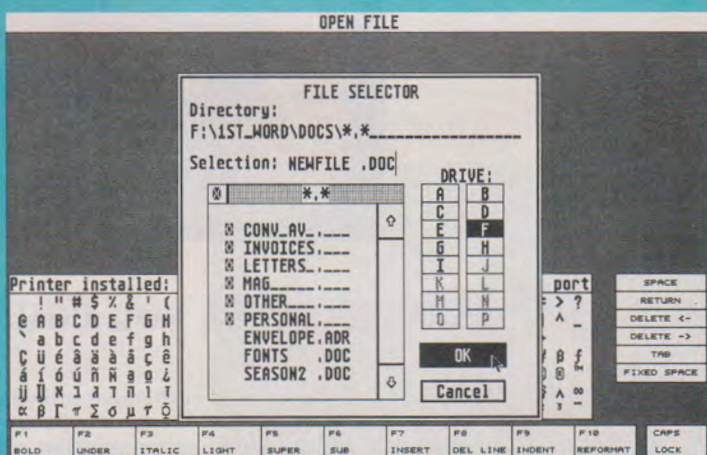 OPEN FILE
FILE SELECTOR
Directory:
F:\1ST_WORD\DOCS\*.*
Selection: NEWFILE .DOC
DRIVE:
*.*
A B
C D
E F
G H
I J
K L
M N
O P
CONV_AV_.___
INVOICES.___
LETTERS_.___
MAG_____.___
OTHER___.___
PERSONAL.___
ENVELOPE.ADR
FONTS .DOC
SEASON2 .DOC
OK
Cancel
Printer installed:
port
! " # $ % & ' (
> ?
@ A B C D E F G H
^ _
` a b c d e f g h
Ç ü é â ä à å ç ê
β ƒ
á í ó ú ñ Ñ a o ¿
α β Γ π Σ σ μ τ
SPACE
RETURN
DELETE <-
DELETE ->
TAB
FIXED SPACE
F1 F2 F3 F4 F5 F6 F7 F8 F9 F10
BOLD UNDER ITALIC LIGHT SUPER SUB INSERT DEL LINE INDENT REFORMAT
CAPS
LOCK